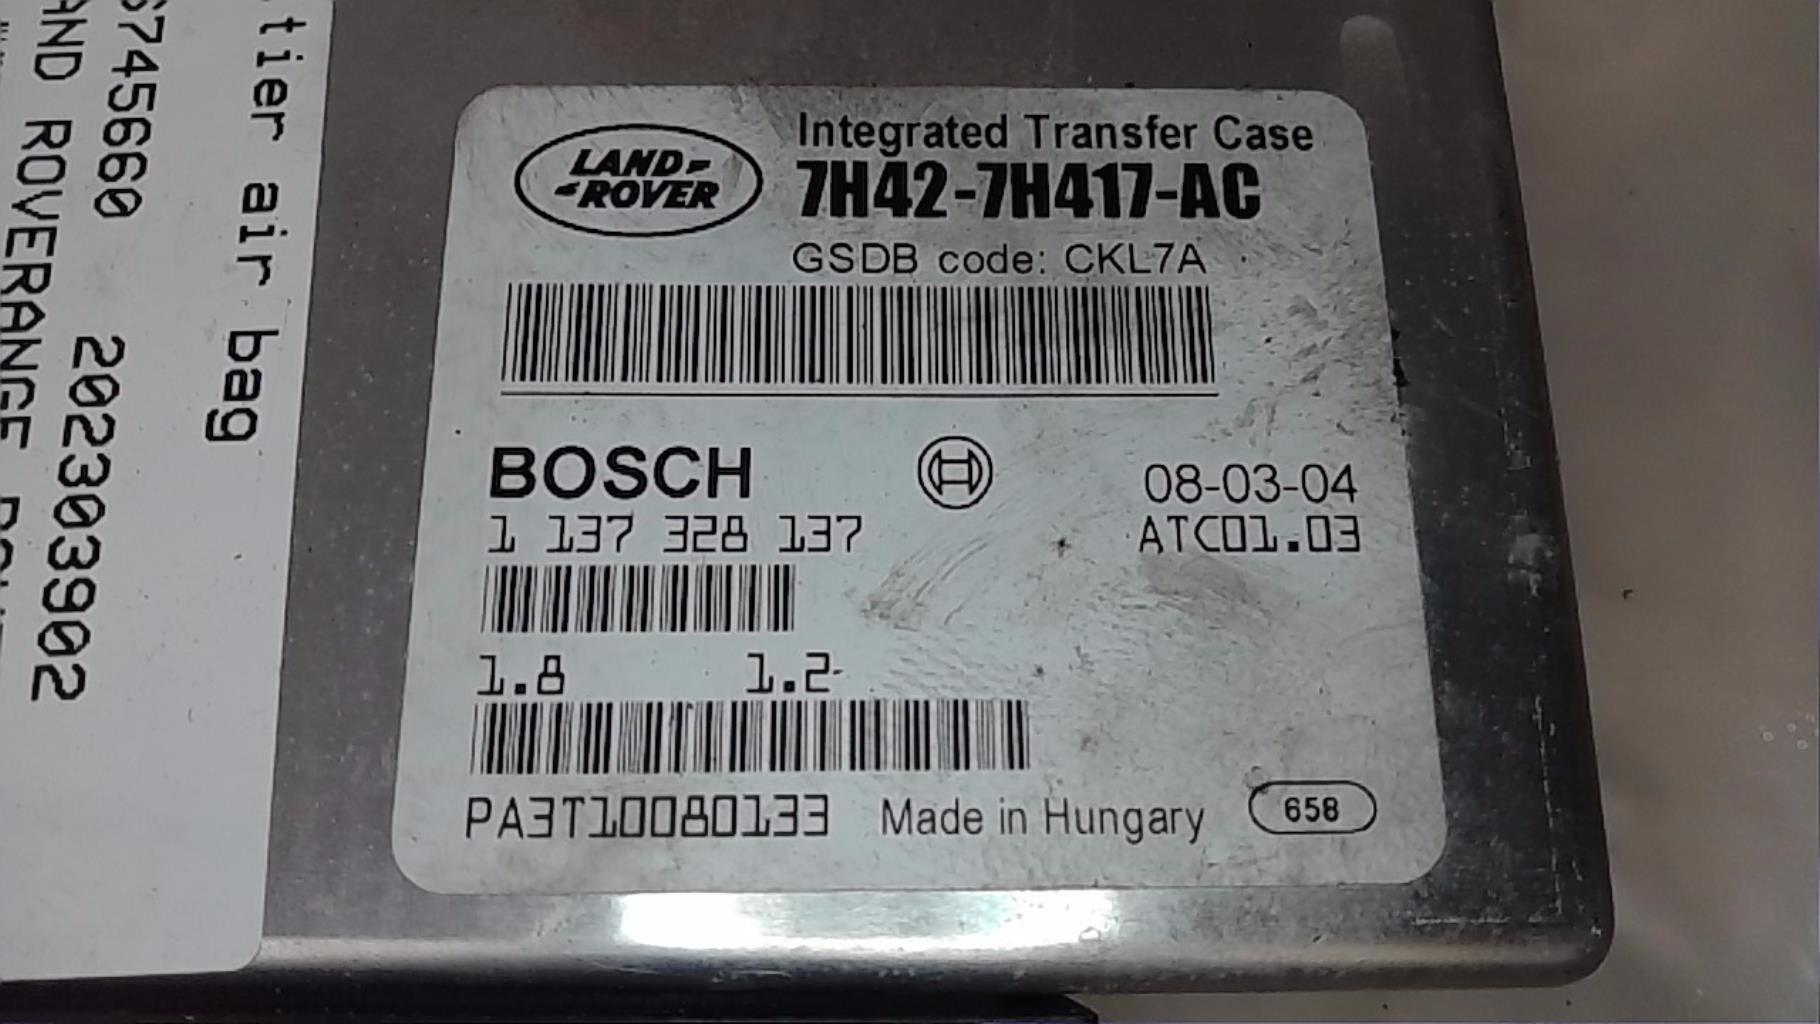 tier air bag
6745660 202303902
AND ROVERANGE
LAND
ROVER
Integrated Transfer Case
7H42-7H417-AC
GSDB code: CKL7A
BOSCH
08-03-04
1 137 328 137
ATC01.03
1.8 1.2
PA3T10080133 Made in Hungary 658